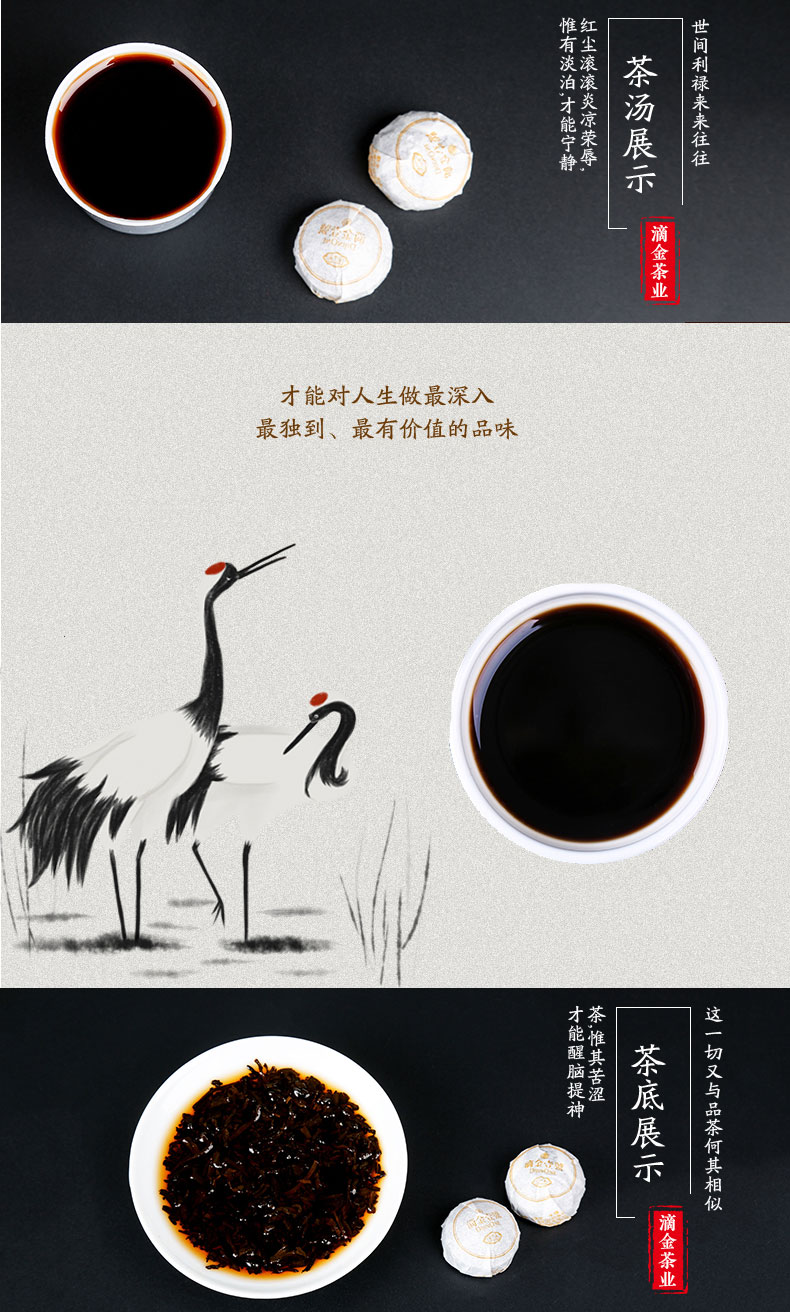 世间利禄来来往往
茶汤展示
红尘滚滚炎凉荣辱,
惟有淡泊,才能宁静
滴金茶业
才能对人生做最深入
最独到、最有价值的品味
这一切又与品茶何其相似
茶底展示
茶,惟其苦涩
才能醒脑提神
滴金茶业